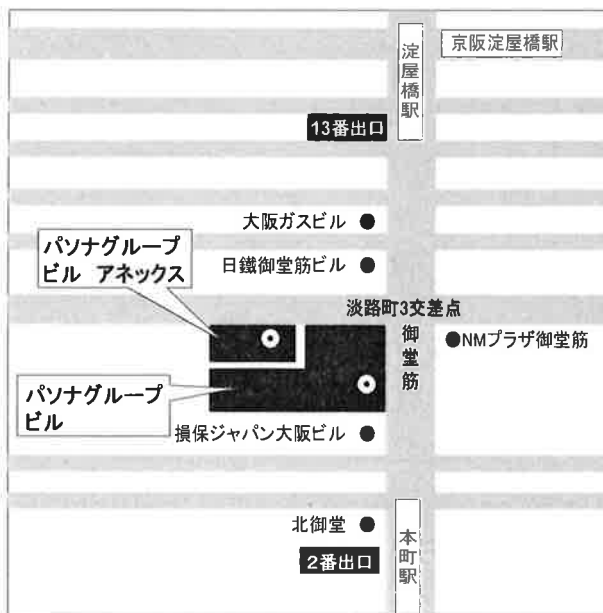 京阪淀屋橋駅
淀屋橋駅
13番出口
大阪ガスビル
パソナグループ
ビル アネックス
日鐵御堂筋ビル
淡路町3交差点
御堂筋
NMプラザ御堂筋
パソナグループ
ビル
損保ジャパン大阪ビル
北御堂
2番出口
本町駅